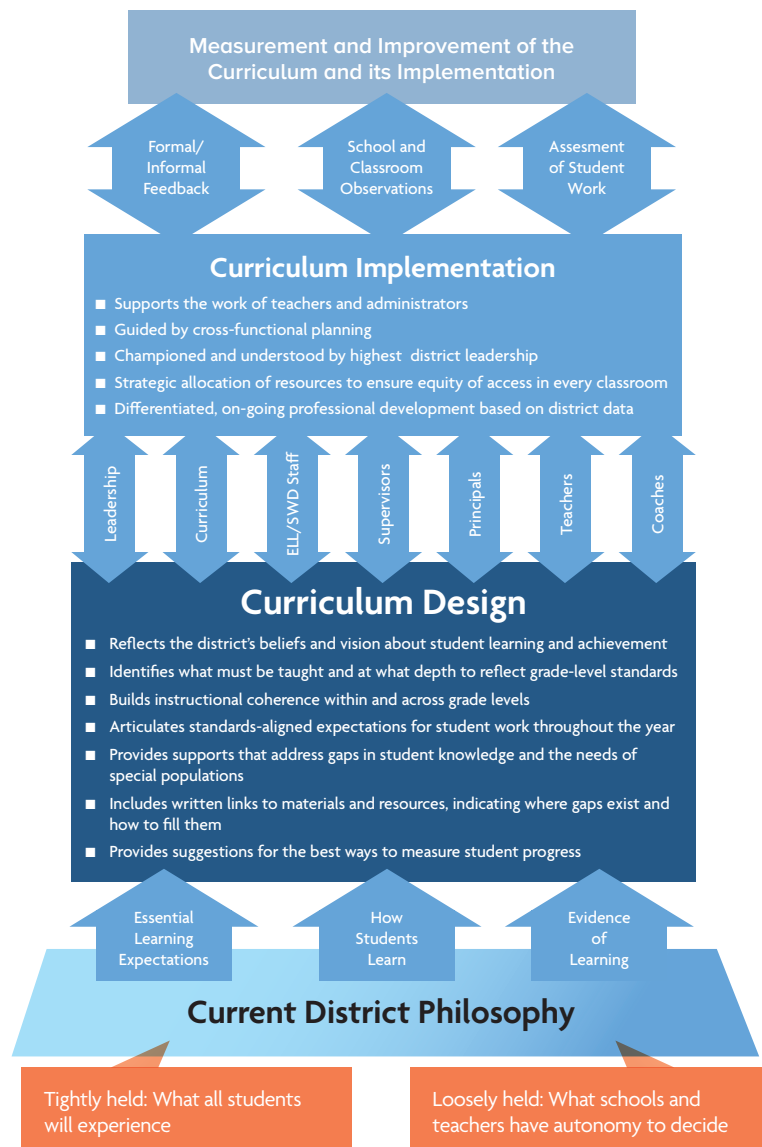 Measurement and Improvement of the
Curriculum and its Implementation
Formal/
Informal
Feedback
School and
Classroom
Observations
Assesment
of Student
Work
Curriculum Implementation
■ Supports the work of teachers and administrators
■ Guided by cross-functional planning
■ Championed and understood by highest district leadership
■ Strategic allocation of resources to ensure equity of access in every classroom
■ Differentiated, on-going professional development based on district data
Leadership
Curriculum
ELL/SWD Staff
Supervisors
Principals
Teachers
Coaches
Curriculum Design
■ Reflects the district's beliefs and vision about student learning and achievement
■ Identifies what must be taught and at what depth to reflect grade-level standards
■ Builds instructional coherence within and across grade levels
■ Articulates standards-aligned expectations for student work throughout the year
■ Provides supports that address gaps in student knowledge and the needs of
special populations
■ Includes written links to materials and resources, indicating where gaps exist and
how to fill them
■ Provides suggestions for the best ways to measure student progress
Essential
Learning
Expectations
How
Students
Learn
Evidence
of
Learning
Current District Philosophy
Tightly held: What all students
will experience
Loosely held: What schools and
teachers have autonomy to decide